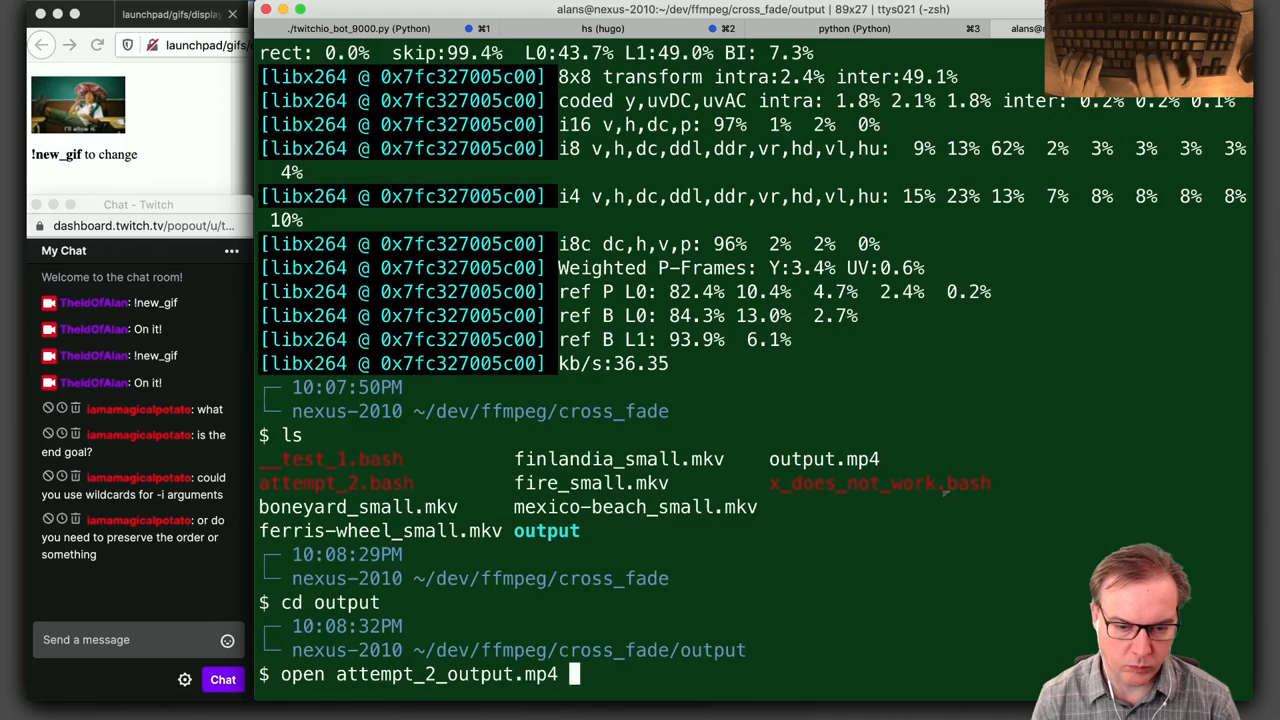 launchpad/gifs/display
launchpad/gifs/
I'll allow it.
!new_gif to change
Chat - Twitch
dashboard.twitch.tv/popout/u/t...
My Chat
Welcome to the chat room!
TheIdOfAlan: !new_gif
TheIdOfAlan: On it!
TheIdOfAlan: !new_gif
TheIdOfAlan: On it!
iamamagicalpotato: what
iamamagicalpotato: is the
end goal?
iamamagicalpotato: could
you use wildcards for -i arguments
iamamagicalpotato: or do
you need to preserve the order or
something
Send a message
Chat
alans@nexus-2010:~/dev/ffmpeg/cross_fade/output | 89x27 | ttys021 (-zsh)
./twitchio_bot_9000.py (Python) ⌘1 hs (hugo) ⌘2 python (Python) ⌘3 alans@nex
rect: 0.0% skip:99.4% L0:43.7% L1:49.0% BI: 7.3%
[libx264 @ 0x7fc327005c00] 8x8 transform intra:2.4% inter:49.1%
[libx264 @ 0x7fc327005c00] coded y,uvDC,uvAC intra: 1.8% 2.1% 1.8% inter: 0.2% 0.2% 0.1%
[libx264 @ 0x7fc327005c00] i16 v,h,dc,p: 97% 1% 2% 0%
[libx264 @ 0x7fc327005c00] i8 v,h,dc,ddl,ddr,vr,hd,vl,hu: 9% 13% 62% 2% 3% 3% 3% 3%
4%
[libx264 @ 0x7fc327005c00] i4 v,h,dc,ddl,ddr,vr,hd,vl,hu: 15% 23% 13% 7% 8% 8% 8% 8%
10%
[libx264 @ 0x7fc327005c00] i8c dc,h,v,p: 96% 2% 2% 0%
[libx264 @ 0x7fc327005c00] Weighted P-Frames: Y:3.4% UV:0.6%
[libx264 @ 0x7fc327005c00] ref P L0: 82.4% 10.4% 4.7% 2.4% 0.2%
[libx264 @ 0x7fc327005c00] ref B L0: 84.3% 13.0% 2.7%
[libx264 @ 0x7fc327005c00] ref B L1: 93.9% 6.1%
[libx264 @ 0x7fc327005c00] kb/s:36.35
10:07:50PM
nexus-2010 ~/dev/ffmpeg/cross_fade
$ ls
__test_1.bash finlandia_small.mkv output.mp4
attempt_2.bash fire_small.mkv x_does_not_work.bash
boneyard_small.mkv mexico-beach_small.mkv
ferris-wheel_small.mkv output
10:08:29PM
nexus-2010 ~/dev/ffmpeg/cross_fade
$ cd output
10:08:32PM
nexus-2010 ~/dev/ffmpeg/cross_fade/output
$ open attempt_2_output.mp4